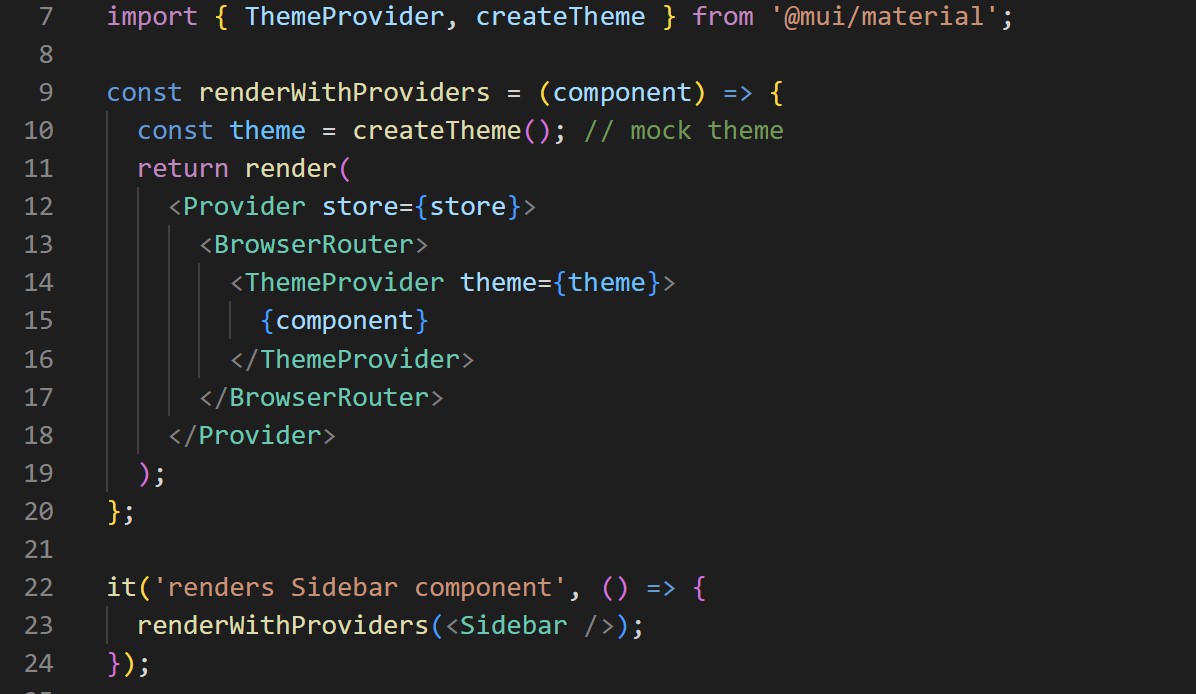 7 import { ThemeProvider, createTheme } from '@mui/material';
8
9 const renderWithProviders = (component) => {
10   const theme = createTheme(); // mock theme
11   return render(
12     <Provider store={store}>
13       <BrowserRouter>
14         <ThemeProvider theme={theme}>
15           {component}
16         </ThemeProvider>
17       </BrowserRouter>
18     </Provider>
19   );
20 };
21
22 it('renders Sidebar component', () => {
23   renderWithProviders(<Sidebar />);
24 });